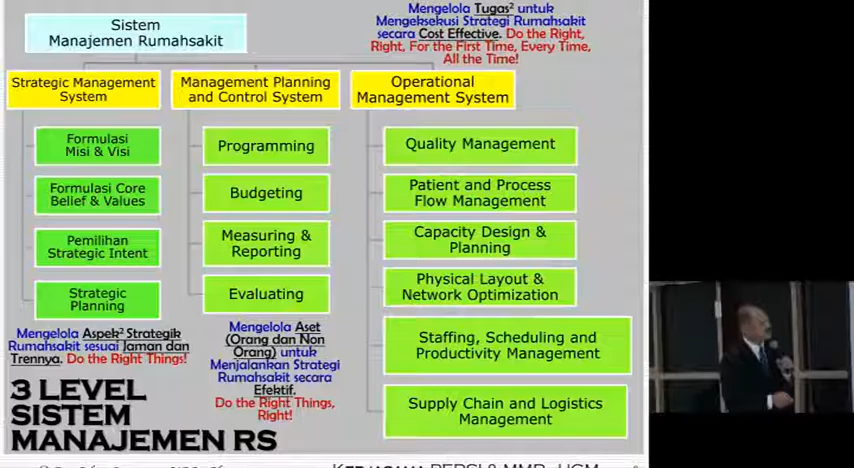 Sistem
Manajemen Rumahsakit
Mengelola Tugas² untuk
Mengeksekusi Strategi Rumahsakit
secara Cost Effective. Do the Right,
Right, For the First Time, Every Time,
All the Time!
Strategic Management
System
Management Planning
and Control System
Operational
Management System
Formulasi
Misi & Visi
Formulasi Core
Belief & Values
Pemilihan
Strategic Intent
Strategic
Planning
Mengelola Aspek² Strategik
Rumahsakit sesuai Jaman dan
Trennya. Do the Right Things!
Programming
Budgeting
Measuring &
Reporting
Evaluating
Mengelola Aset
(Orang dan Non
Orang) untuk
Menjalankan Strategi
Rumahsakit secara
Efektif.
Do the Right Things,
Right!
Quality Management
Patient and Process
Flow Management
Capacity Design &
Planning
Physical Layout &
Network Optimization
Staffing, Scheduling and
Productivity Management
Supply Chain and Logistics
Management
3 LEVEL
SISTEM
MANAJEMEN RS
KERJASAMA PERSI & MMR-UGM